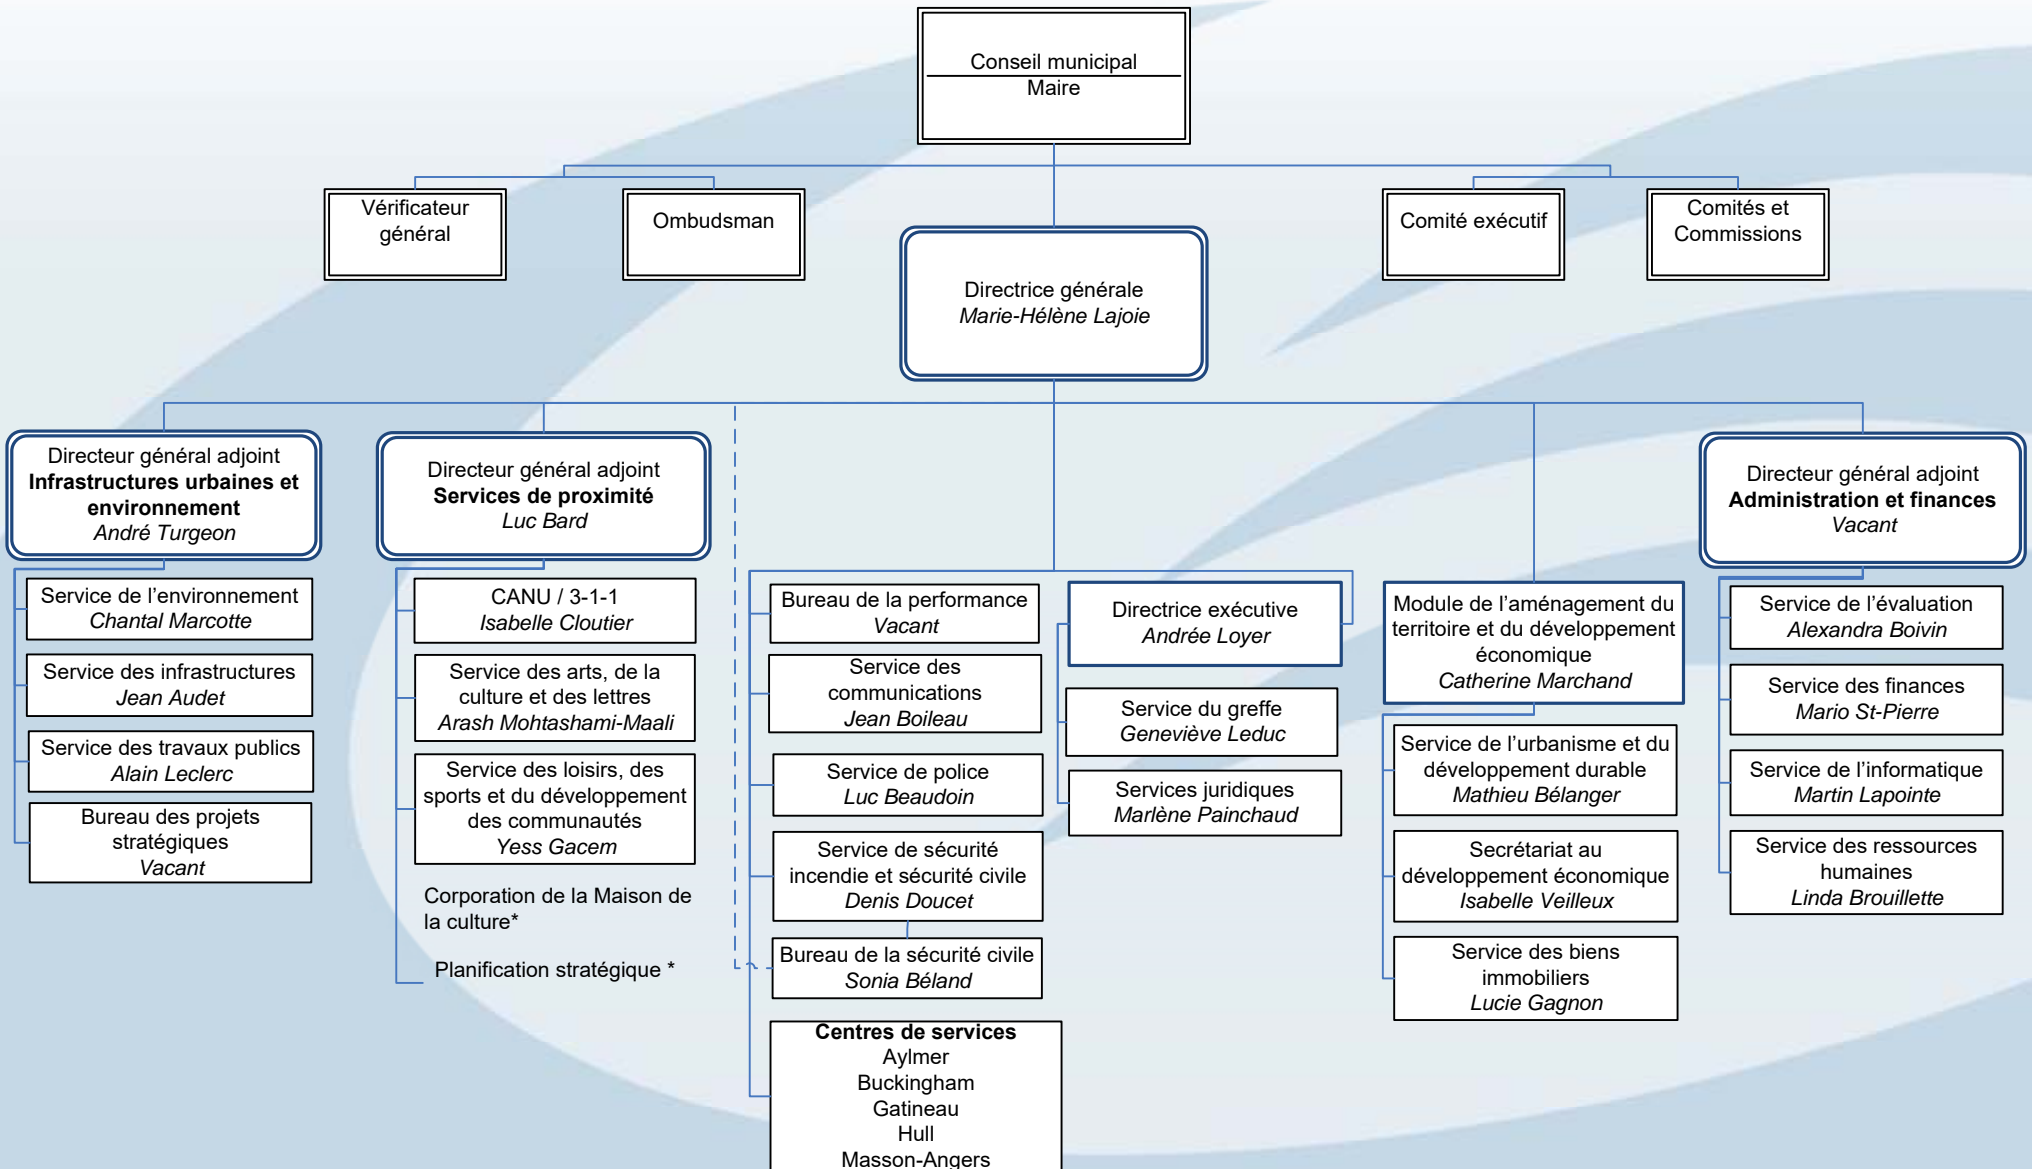 Conseil municipal
Maire
Vérificateur
général
Ombudsman
Comité exécutif
Comités et
Commissions
Directrice générale
Marie-Hélène Lajoie
Directeur général adjoint
Infrastructures urbaines et
environnement
André Turgeon
Service de l’environnement
Chantal Marcotte
Service des infrastructures
Jean Audet
Service des travaux publics
Alain Leclerc
Bureau des projets
stratégiques
Vacant
Directeur général adjoint
Services de proximité
Luc Bard
CANU / 3-1-1
Isabelle Cloutier
Service des arts, de la
culture et des lettres
Arash Mohtashami-Maali
Service des loisirs, des
sports et du développement
des communautés
Yess Gacem
Corporation de la Maison de
la culture*
Planification stratégique *
Bureau de la performance
Vacant
Service des
communications
Jean Boileau
Service de police
Luc Beaudoin
Service de sécurité
incendie et sécurité civile
Denis Doucet
Bureau de la sécurité civile
Sonia Béland
Centres de services
Aylmer
Buckingham
Gatineau
Hull
Masson-Angers
Directrice exécutive
Andrée Loyer
Service du greffe
Geneviève Leduc
Services juridiques
Marlène Painchaud
Module de l’aménagement du
territoire et du développement
économique
Catherine Marchand
Service de l’urbanisme et du
développement durable
Mathieu Bélanger
Secrétariat au
développement économique
Isabelle Veilleux
Service des biens
immobiliers
Lucie Gagnon
Directeur général adjoint
Administration et finances
Vacant
Service de l’évaluation
Alexandra Boivin
Service des finances
Mario St-Pierre
Service de l’informatique
Martin Lapointe
Service des ressources
humaines
Linda Brouillette